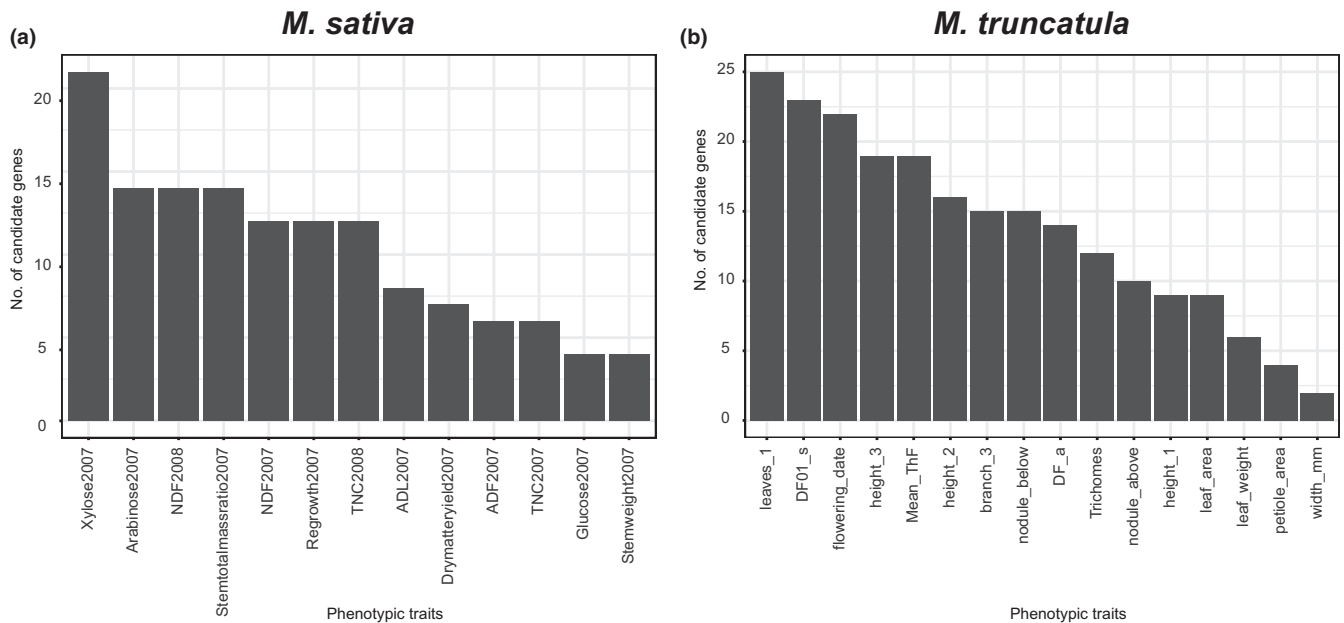 (a)
M. sativa
No. of candidate genes
20
15
10
5
0
Xylose2007
Arabinose2007
NDF2008
Stemtotalmassratio2007
NDF2007
Regrowth2007
TNC2008
ADL2007
Drymatteryield2007
ADF2007
TNC2007
Glucose2007
Stemweight2007
Phenotypic traits
(b)
M. truncatula
No. of candidate genes
25
20
15
10
5
0
leaves_1
DF01_s
flowering_date
height_3
Mean_ThF
height_2
branch_3
nodule_below
DF_a
Trichomes
nodule_above
height_1
leaf_area
leaf_weight
petiole_area
width_mm
Phenotypic traits